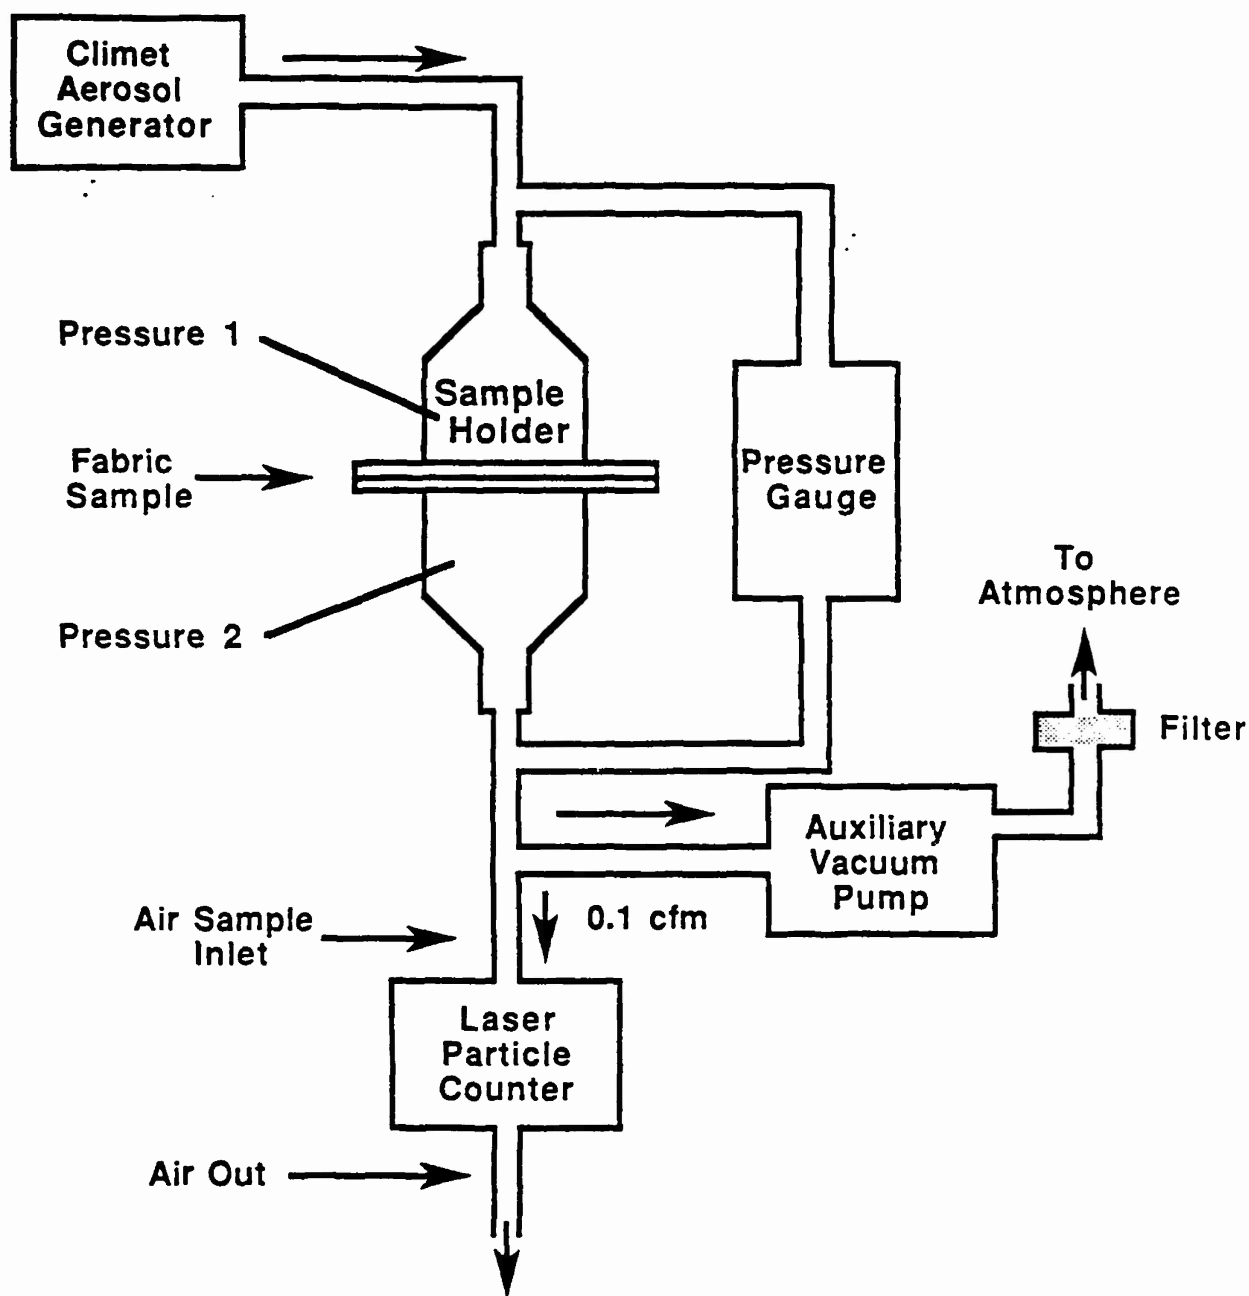 Climet
Aerosol
Generator
Pressure 1
Sample
Holder
Fabric
Sample
Pressure
Gauge
To
Atmosphere
Pressure 2
Filter
Auxiliary
Vacuum
Pump
Air Sample
Inlet
0.1 cfm
Laser
Particle
Counter
Air Out